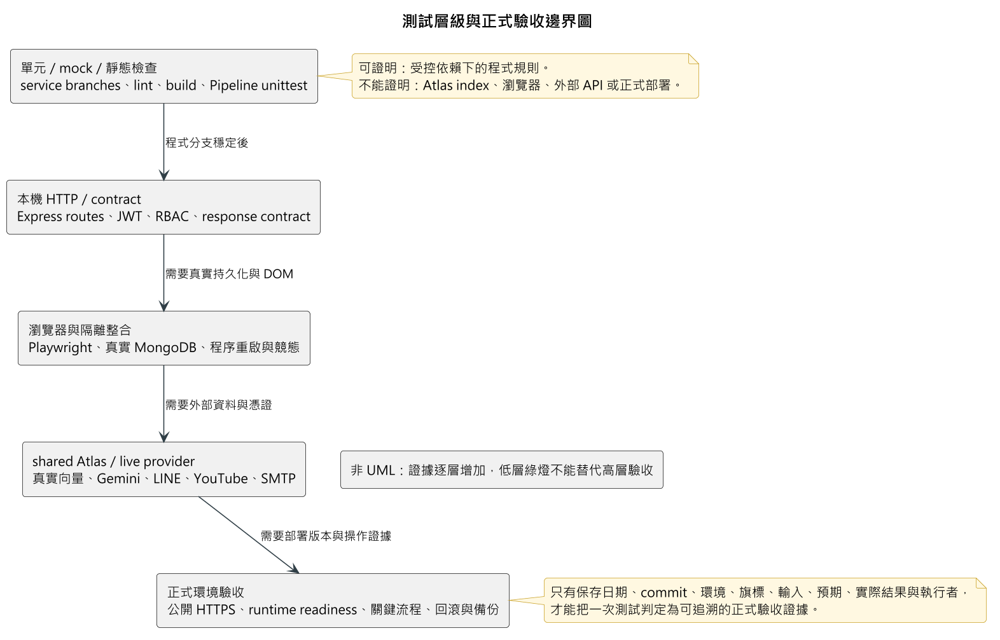 測試層級與正式驗收邊界圖
單元 / mock / 靜態檢查
service branches、lint、build、Pipeline unittest
可證明：受控依賴下的程式規則。
不能證明：Atlas index、瀏覽器、外部 API 或正式部署。
程式分支穩定後
本機 HTTP / contract
Express routes、JWT、RBAC、response contract
需要真實持久化與 DOM
瀏覽器與隔離整合
Playwright、真實 MongoDB、程序重啟與競態
需要外部資料與憑證
shared Atlas / live provider
真實向量、Gemini、LINE、YouTube、SMTP
非 UML：證據逐層增加，低層綠燈不能替代高層驗收
需要部署版本與操作證據
正式環境驗收
公開 HTTPS、runtime readiness、關鍵流程、回滾與備份
只有保存日期、commit、環境、旗標、輸入、預期、實際結果與執行者，
才能把一次測試判定為可追溯的正式驗收證據。